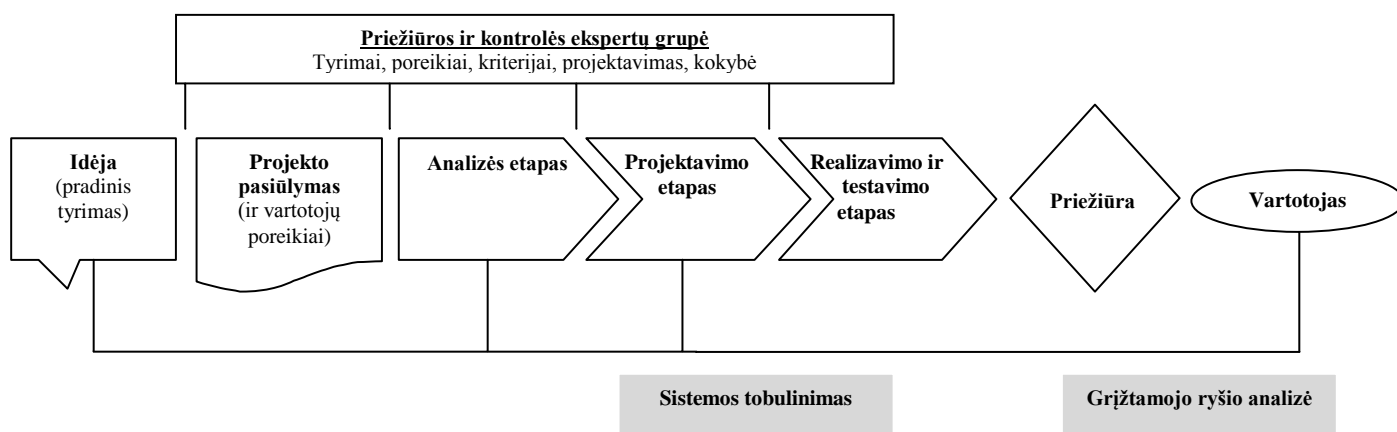 Priežiūros ir kontrolės ekspertų grupė
Tyrimai, poreikiai, kriterijai, projektavimas, kokybė
Idėja
(pradinis
tyrimas)
Projekto
pasiūlymas
(ir vartotojų
poreikiai)
Analizės etapas
Projektavimo
etapas
Realizavimo ir
testavimo
etapas
Priežiūra
Vartotojas
Sistemos tobulinimas
Grįžtamojo ryšio analizė